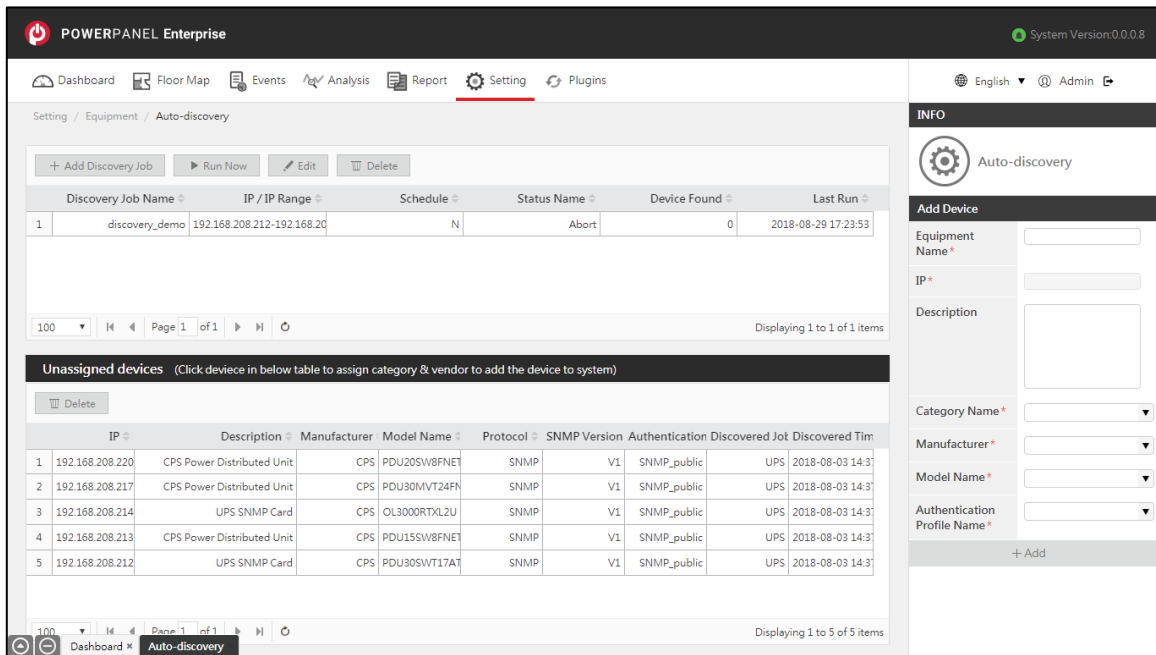 POWERPANEL Enterprise
System Version:0.0.0.8
Dashboard Floor Map Events Analysis Report Setting Plugins
English Admin
Setting / Equipment / Auto-discovery
+ Add Discovery Job Run Now Edit Delete
Discovery Job Name IP / IP Range Schedule Status Name Device Found Last Run
1 discovery_demo 192.168.208.212-192.168.20 N Abort 0 2018-08-29 17:23:53
100 Page 1 of 1 Displaying 1 to 1 of 1 items
Unassigned devices (Click deviece in below table to assign category & vendor to add the device to system)
Delete
IP Description Manufacturer Model Name Protocol SNMP Version Authentication Discovered Job Discovered Tim
1 192.168.208.220 CPS Power Distributed Unit CPS PDU20SW8FNET SNMP V1 SNMP_public UPS 2018-08-03 14:37
2 192.168.208.217 CPS Power Distributed Unit CPS PDU30MVT24FN SNMP V1 SNMP_public UPS 2018-08-03 14:37
3 192.168.208.214 UPS SNMP Card CPS OL3000RTXL2U SNMP V1 SNMP_public UPS 2018-08-03 14:37
4 192.168.208.213 CPS Power Distributed Unit CPS PDU15SW8FNET SNMP V1 SNMP_public UPS 2018-08-03 14:37
5 192.168.208.212 UPS SNMP Card CPS PDU30SWT17AT SNMP V1 SNMP_public UPS 2018-08-03 14:37
100 Page 1 of 1 Displaying 1 to 5 of 5 items
Dashboard × Auto-discovery
INFO
Auto-discovery
Add Device
Equipment
Name*
IP*
Description
Category Name*
Manufacturer*
Model Name*
Authentication
Profile Name*
+ Add